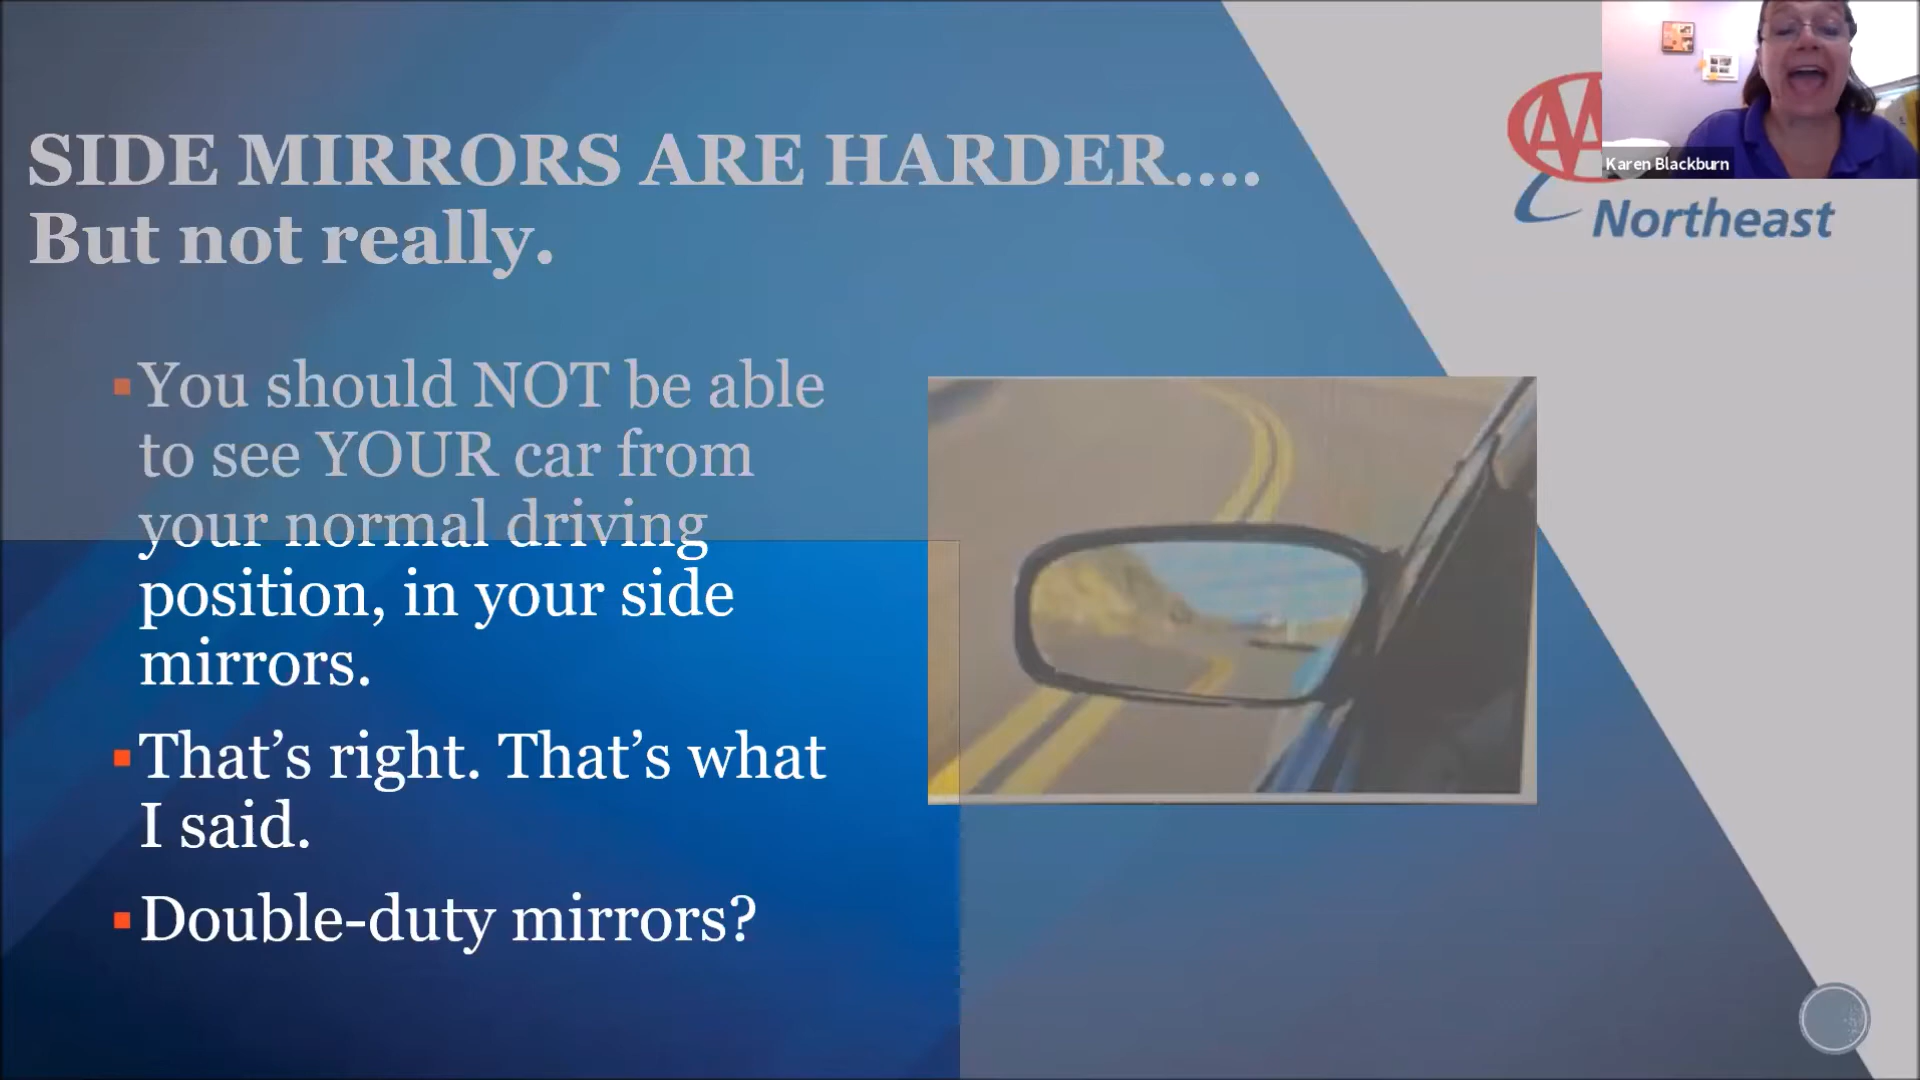 SIDE MIRRORS ARE HARDER....
But not really.
You should NOT be able
to see YOUR car from
your normal driving
position, in your side
mirrors.
That’s right. That’s what
I said.
Double-duty mirrors?
Karen Blackburn
Northeast